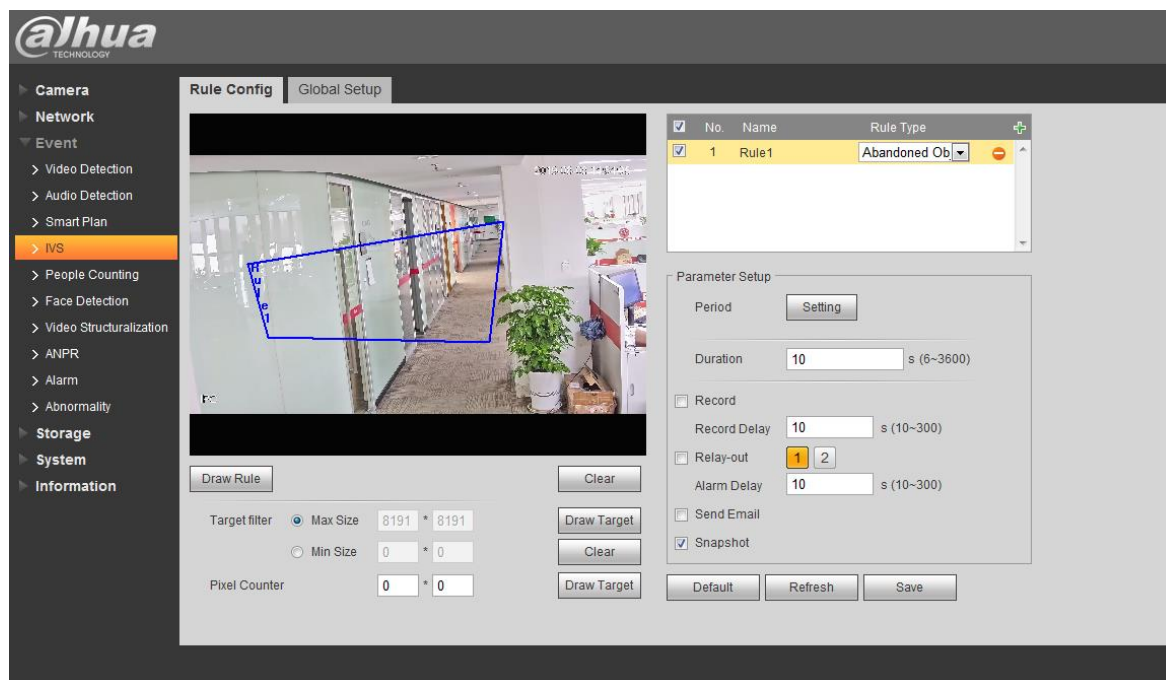 alhua
TECHNOLOGY
Camera
Network
Event
Video Detection
Audio Detection
Smart Plan
IVS
People Counting
Face Detection
Video Structuralization
ANPR
Alarm
Abnormality
Storage
System
Information
Rule Config Global Setup
Rule1
IPC
Draw Rule Clear
Target filter Max Size 8191 * 8191 Draw Target
Min Size 0 * 0 Clear
Pixel Counter 0 * 0 Draw Target
No. Name Rule Type
1 Rule1 Abandoned Ob
Parameter Setup
Period Setting
Duration 10 s (6~3600)
Record
Record Delay 10 s (10~300)
Relay-out 1 2
Alarm Delay 10 s (10~300)
Send Email
Snapshot
Default Refresh Save